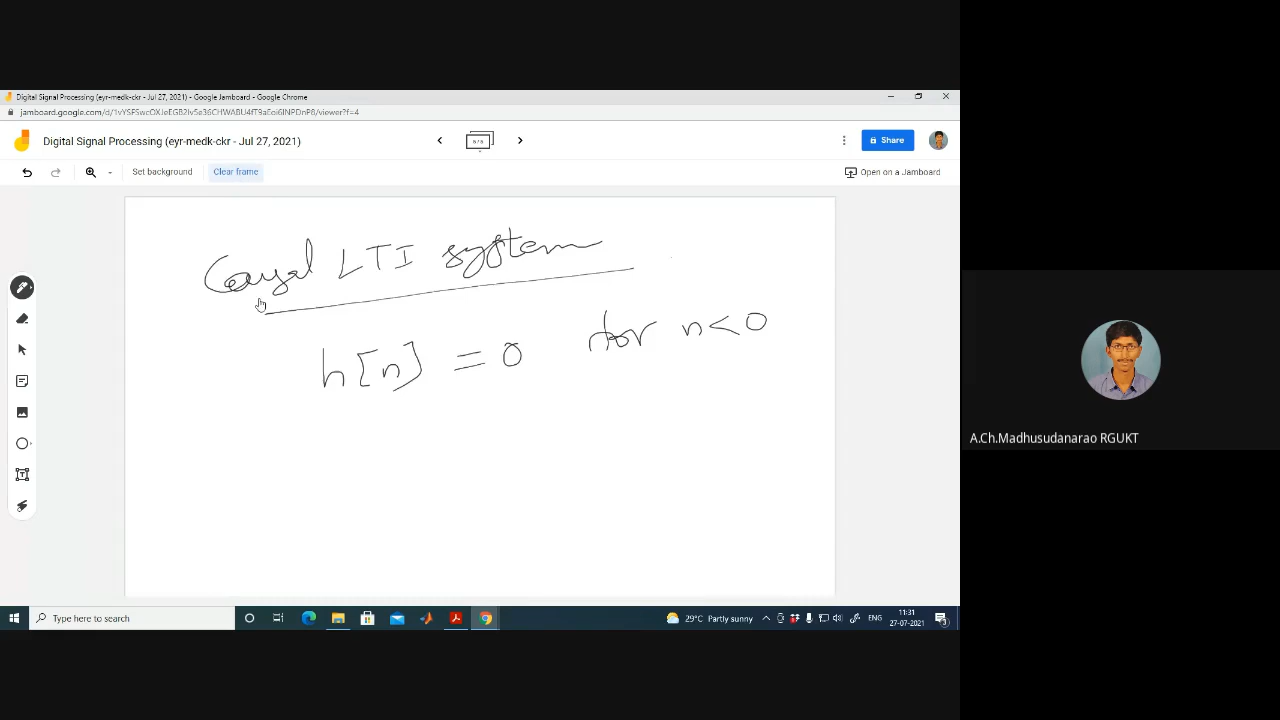 Digital Signal Processing (eyr-medk-ckr - Jul 27, 2021) - Google Jamboard - Google Chrome
Digital Signal Processing (eyr-medk-ckr - Jul 27, 2021)
Share
Set background
Clear frame
Open on a Jamboard
Causal LTI system
h[n] = 0 for n<0
A.Ch.Madhusudanarao RGUKT
Type here to search
29°C Partly sunny
ENG
11:31
27-07-2021